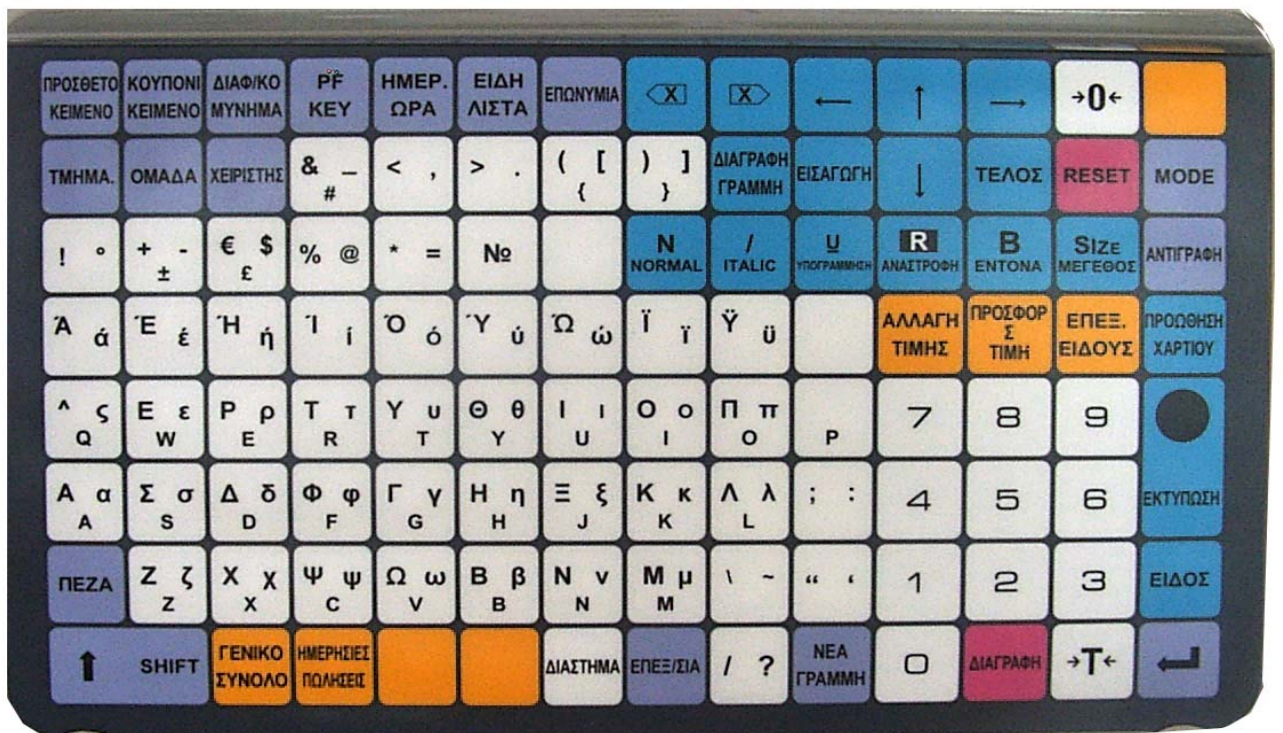 ΠΡΟΣΘΕΤΟ ΚΟΥΠΟΝΙ ΔΙΑΦ/ΚΟ PF ΗΜΕΡ. ΕΙΔΗ ΕΠΩΝΥΜΙΑ X X ← ↑ → →0←
ΚΕΙΜΕΝΟ ΚΕΙΜΕΝΟ ΜΥΝΗΜΑ KEY ΩΡΑ ΛΙΣΤΑ
ΤΜΗΜΑ. ΟΜΑΔΑ ΧΕΙΡΙΣΤΗΣ & _ < , > . ( [ ) ] ΔΙΑΓΡΑΦΗ ΕΙΣΑΓΩΓΗ ↓ ΤΕΛΟΣ RESET MODE
# { } ΓΡΑΜΜΗ
! ° + - € $ % @ * = № N I U R B SIZE ΑΝΤΙΓΡΑΦΗ
± £ NORMAL ITALIC ΥΠΟΓΡΑΜΜΗΣΗ ΑΝΑΣΤΡΟΦΗ ΕΝΤΟΝΑ ΜΕΓΕΘΟΣ
Ά ά Έ έ Ή ή Ί ί Ό ό Ύ ύ Ώ ώ Ϊ ϊ Ϋ ϋ ΑΛΛΑΓΗ ΠΡΟΣΦΟΡ ΕΠΕΞ. ΠΡΟΩΘΗΣΗ
ΤΙΜΗΣ Σ ΤΙΜΗ ΕΙΔΟΥΣ ΧΑΡΤΙΟΥ
^ ς Ε ε Ρ ρ Τ τ Υ υ Θ θ Ι ι Ο ο Π π 7 8 9
Q W E R T Y U I O P
Α α Σ σ Δ δ Φ φ Γ γ Η η Ξ ξ Κ κ Λ λ ; : 4 5 6 ΕΚΤΥΠΩΣΗ
A S D F G H J K L
ΠΕΖΑ Ζ ζ Χ χ Ψ ψ Ω ω Β β Ν ν Μ μ \ ~ “ ‘ 1 2 3 ΕΙΔΟΣ
Z X C V B N M
↑ SHIFT ΓΕΝΙΚΟ ΗΜΕΡΗΣΙΕΣ ΔΙΑΣΤΗΜΑ ΕΠΕΞ/ΣΙΑ / ? ΝΕΑ 0 ΔΙΑΓΡΑΦΗ →T←
ΣΥΝΟΛΟ ΠΩΛΗΣΕΙΣ ΓΡΑΜΜΗ